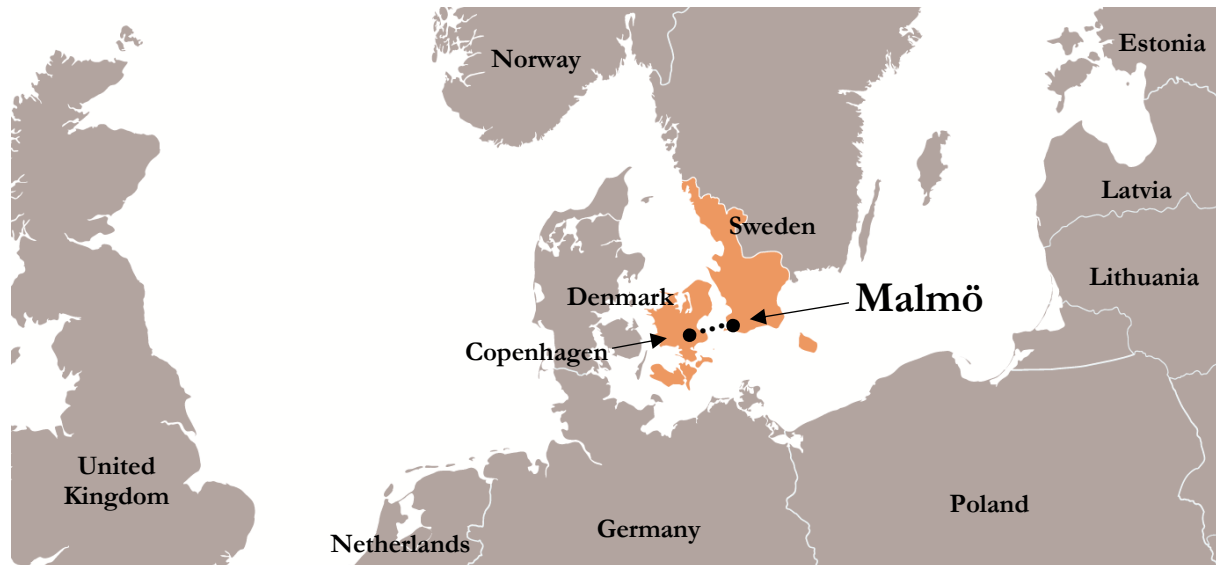 Norway
Estonia
Latvia
Sweden
Lithuania
Denmark
Malmö
Copenhagen
United
Kingdom
Poland
Germany
Netherlands